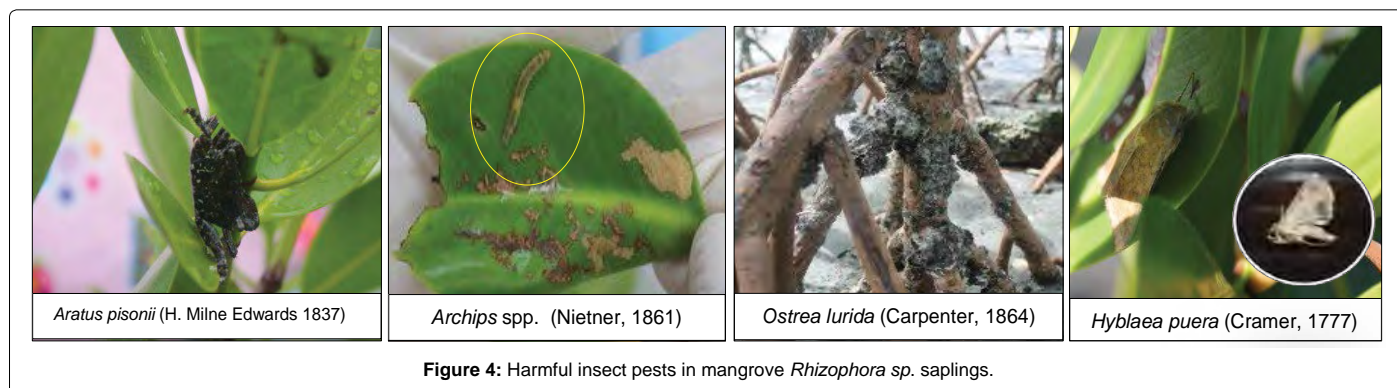 Aratus pisonii (H. Milne Edwards 1837)
Archips spp. (Nietner, 1861)
Ostrea lurida (Carpenter, 1864)
Hyblaea puera (Cramer, 1777)
Figure 4: Harmful insect pests in mangrove Rhizophora sp. saplings.